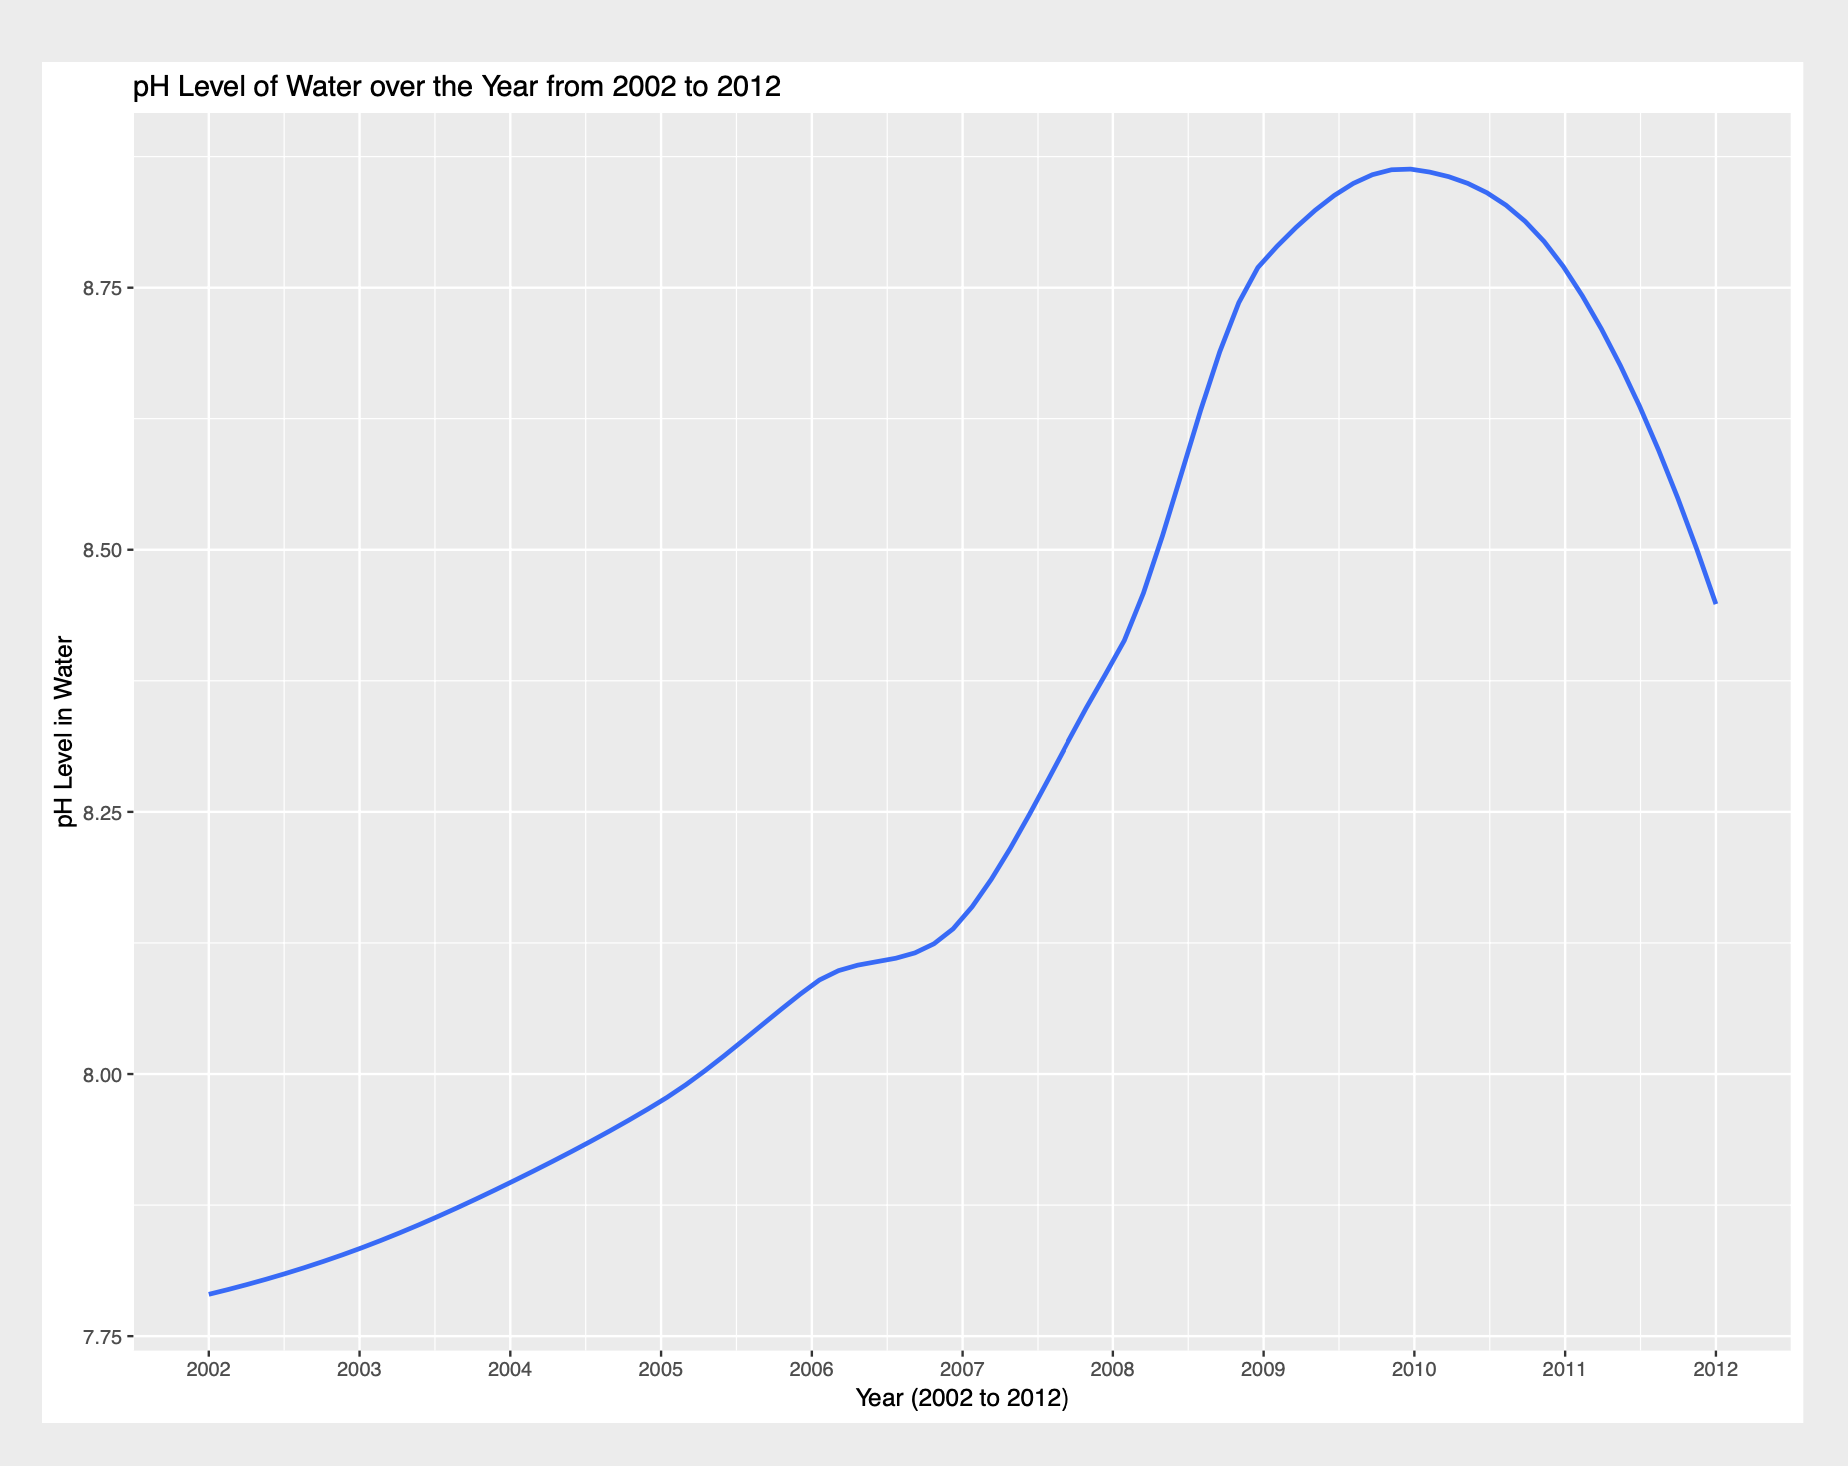 pH Level of Water over the Year from 2002 to 2012
pH Level in Water
8.75
8.50
8.25
8.00
7.75
2002 2003 2004 2005 2006 2007 2008 2009 2010 2011 2012
Year (2002 to 2012)